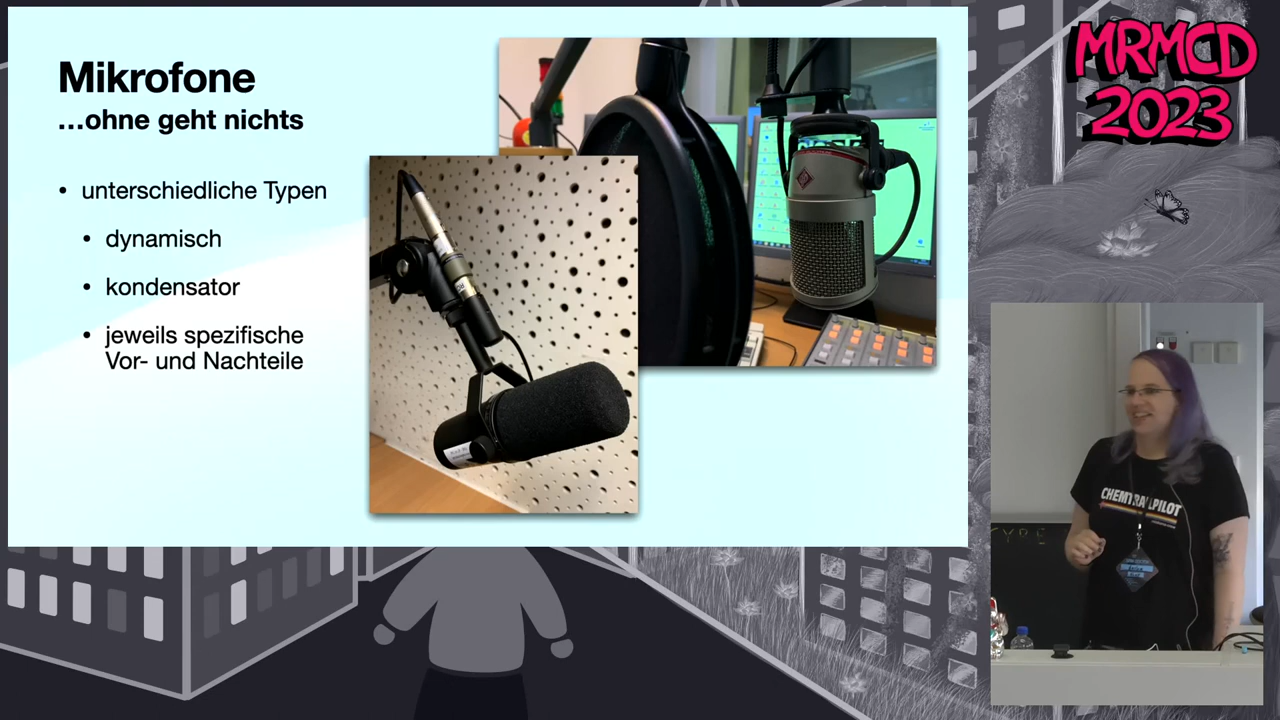 Mikrofone
...ohne geht nichts
• unterschiedliche Typen
• dynamisch
• kondensator
• jeweils spezifische
Vor- und Nachteile
MRMCD
2023
CHEMTRAILPILOT